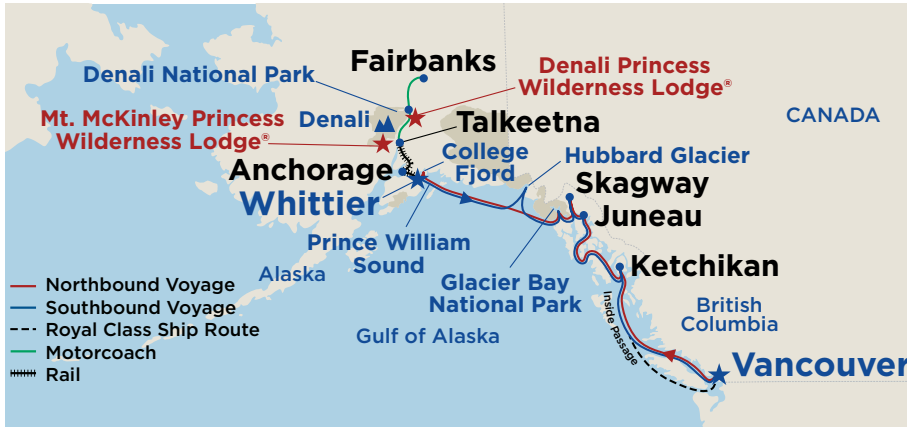 Fairbanks
Denali National Park
Denali Princess
Wilderness Lodge®
Mt. McKinley Princess
Wilderness Lodge®
Denali
Talkeetna
CANADA
College
Fjord
Hubbard Glacier
Anchorage
Whittier
Skagway
Juneau
Prince William
Sound
Alaska
Glacier Bay
National Park
Ketchikan
Northbound Voyage
Southbound Voyage
Royal Class Ship Route
Motorcoach
Rail
Gulf of Alaska
Inside Passage
British
Columbia
Vancouver